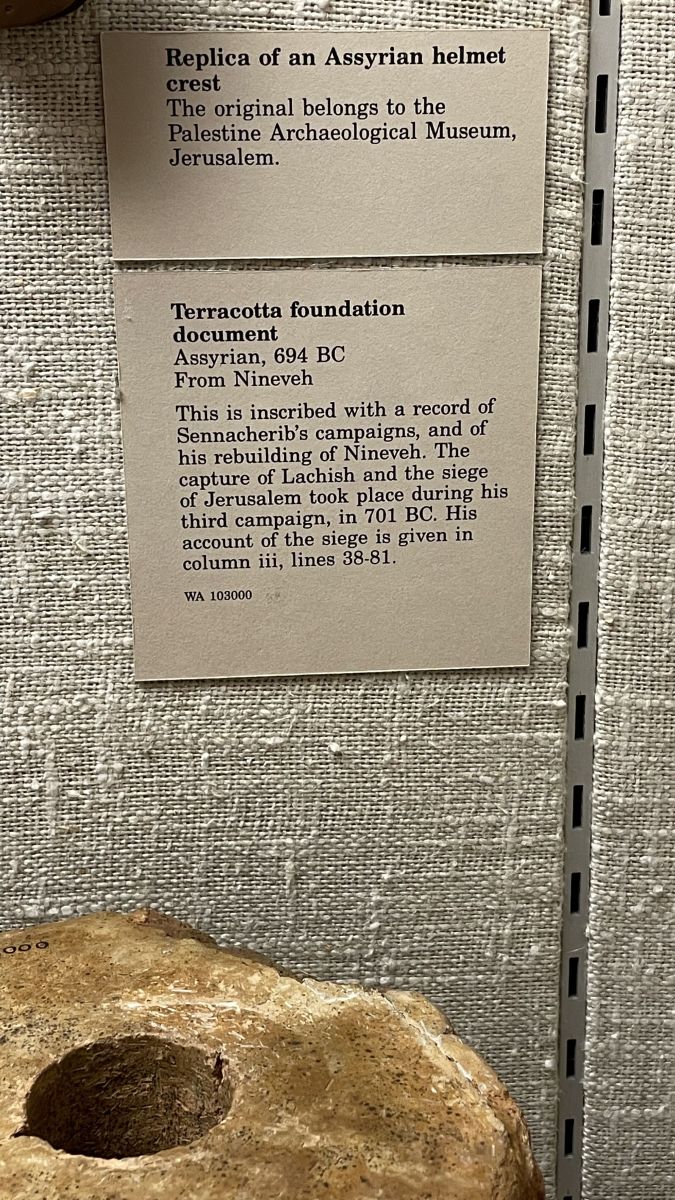 Replica of an Assyrian helmet
crest
The original belongs to the
Palestine Archaeological Museum,
Jerusalem.
Terracotta foundation
document
Assyrian, 694 BC
From Nineveh
This is inscribed with a record of
Sennacherib's campaigns, and of
his rebuilding of Nineveh. The
capture of Lachish and the siege
of Jerusalem took place during his
third campaign, in 701 BC. His
account of the siege is given in
column iii, lines 38-81.
WA 103000
000